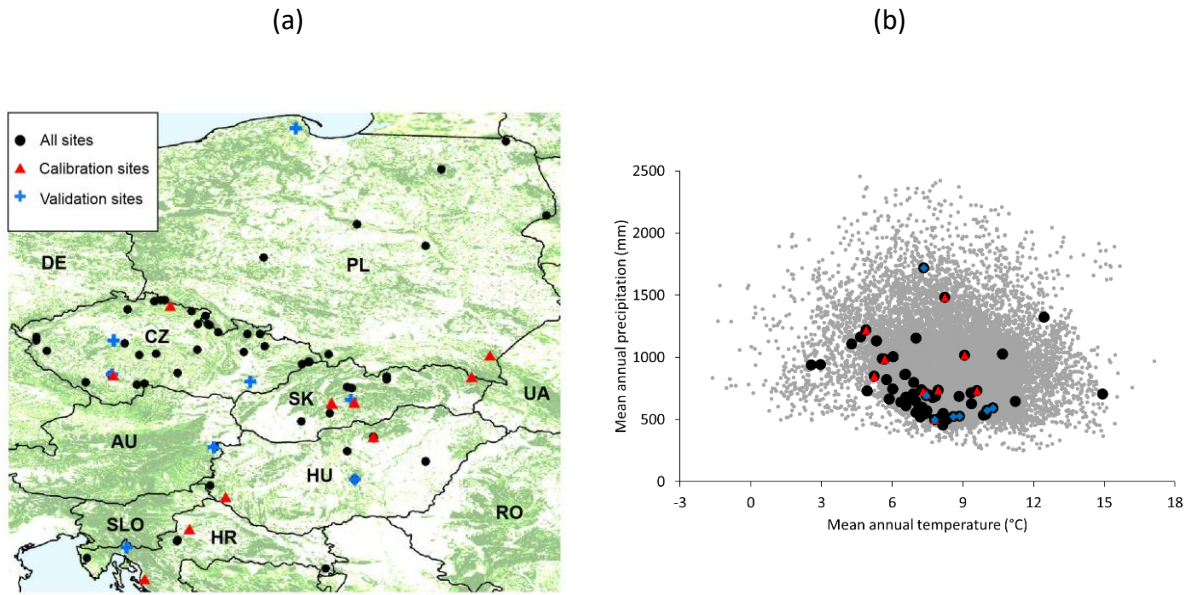 (a)
(b)
All sites
Calibration sites
Validation sites
DE
PL
CZ
SK
UA
AU
HU
RO
SLO
HR
Mean annual precipitation (mm)
2500
2000
1500
1000
500
0
-3 0 3 6 9 12 15 18
Mean annual temperature (°C)